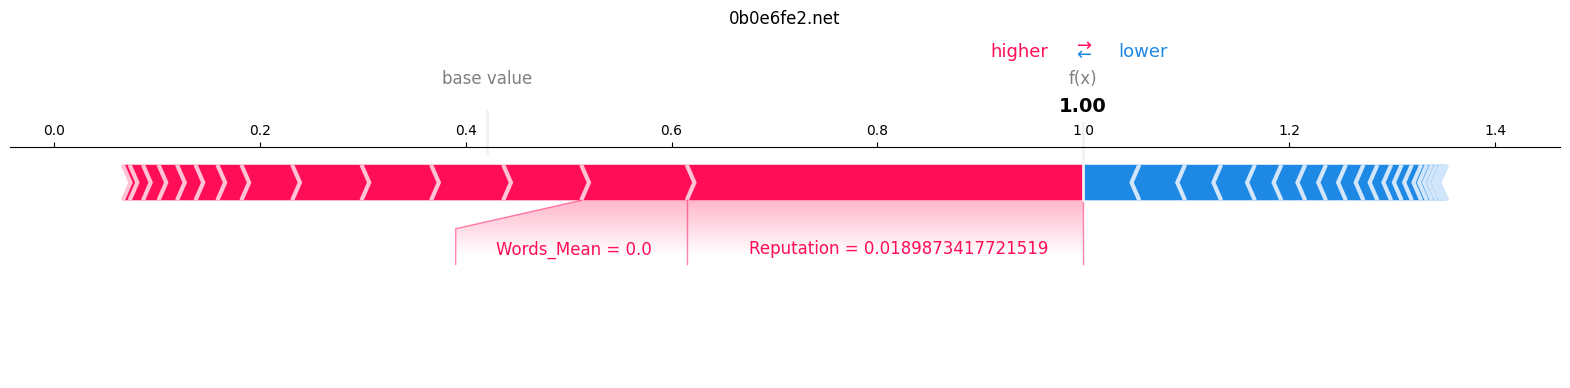 0b0e6fe2.net
higher → ← lower
base value f(x)
1.00
0.0 0.2 0.4 0.6 0.8 1.0 1.2 1.4
Words_Mean = 0.0 Reputation = 0.0189873417721519